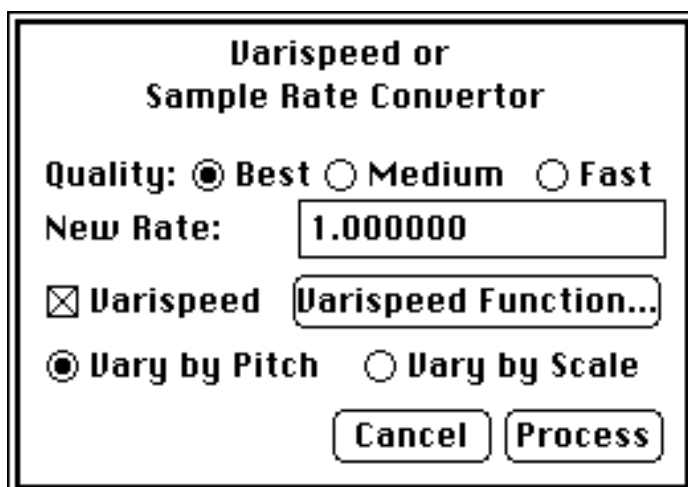 Varispeed or
Sample Rate Convertor
Quality: Best Medium Fast
New Rate: 1.000000
Varispeed Varispeed Function...
Vary by Pitch Vary by Scale
Cancel Process